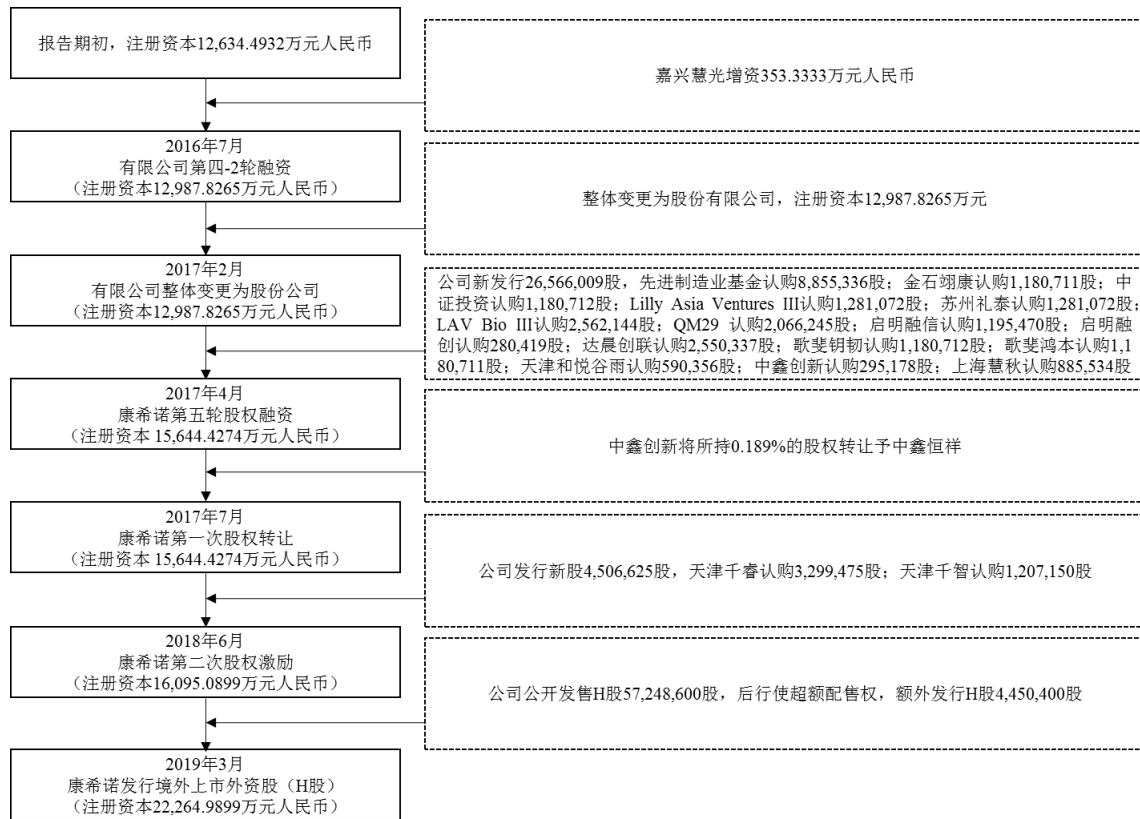 报告期初，注册资本12,634.4932万元人民币
嘉兴慧光增资353.3333万元人民币
2016年7月
有限公司第四-2轮融资
（注册资本12,987.8265万元人民币）
整体变更为股份有限公司，注册资本12,987.8265万元
2017年2月
有限公司整体变更为股份公司
（注册资本12,987.8265万元人民币）
公司新发行26,566,009股，先进制造业基金认购8,855,336股；金石翊康认购1,180,711股；中
证投资认购1,180,712股；Lilly Asia Ventures III认购1,281,072股；苏州礼泰认购1,281,072股；
LAV Bio III认购2,562,144股；QM29 认购2,066,245股；启明融信认购1,195,470股；启明融
创认购280,419股；达晨创联认购2,550,337股；歌斐钥韧认购1,180,712股；歌斐鸿本认购1,1
80,711股；天津和悦谷雨认购590,356股；中鑫创新认购295,178股；上海慧秋认购885,534股
2017年4月
康希诺第五轮股权融资
（注册资本 15,644.4274万元人民币）
中鑫创新将所持0.189%的股权转让予中鑫恒祥
2017年7月
康希诺第一次股权转让
（注册资本 15,644.4274万元人民币）
公司发行新股4,506,625股，天津千睿认购3,299,475股；天津千智认购1,207,150股
2018年6月
康希诺第二次股权激励
（注册资本16,095.0899万元人民币）
公司公开发售H股57,248,600股，后行使超额配售权，额外发行H股4,450,400股
2019年3月
康希诺发行境外上市外资股（H股）
（注册资本22,264.9899万元人民币）